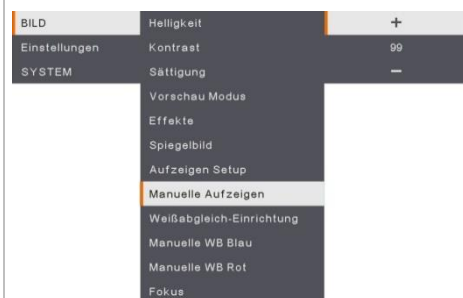 BILD
Einstellungen
SYSTEM
Helligkeit
Kontrast
Sättigung
Vorschau Modus
Effekte
Spiegelbild
Aufzeigen Setup
Manuelle Aufzeigen
Weißabgleich-Einrichtung
Manuelle WB Blau
Manuelle WB Rot
Fokus
+
99
−